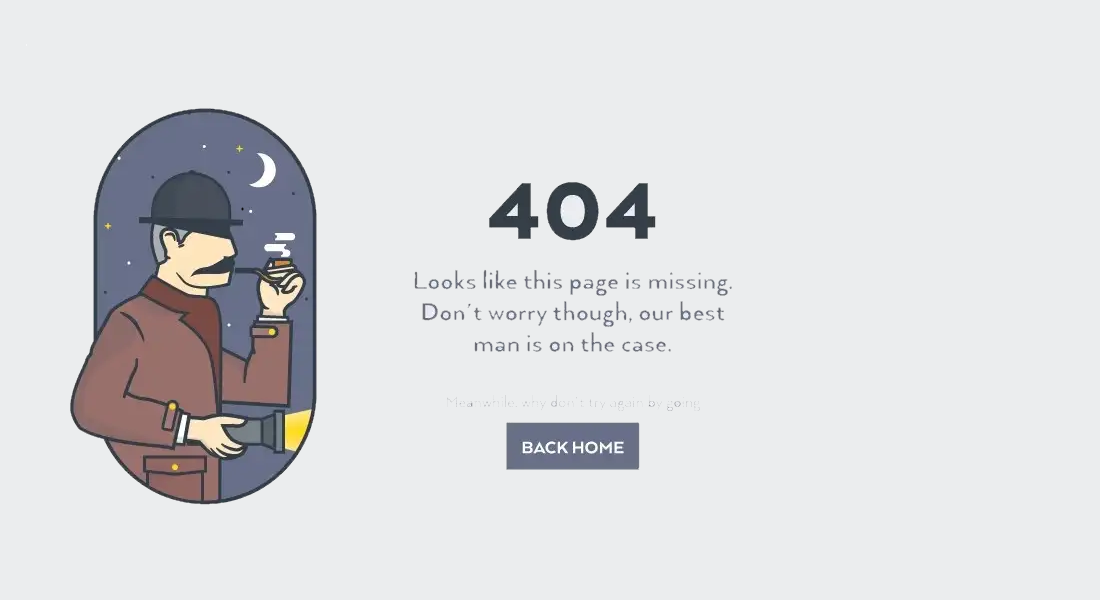 404
Looks like this page is missing.
Don't worry though, our best
man is on the case.
Meanwhile, why don't try again by going
BACK HOME